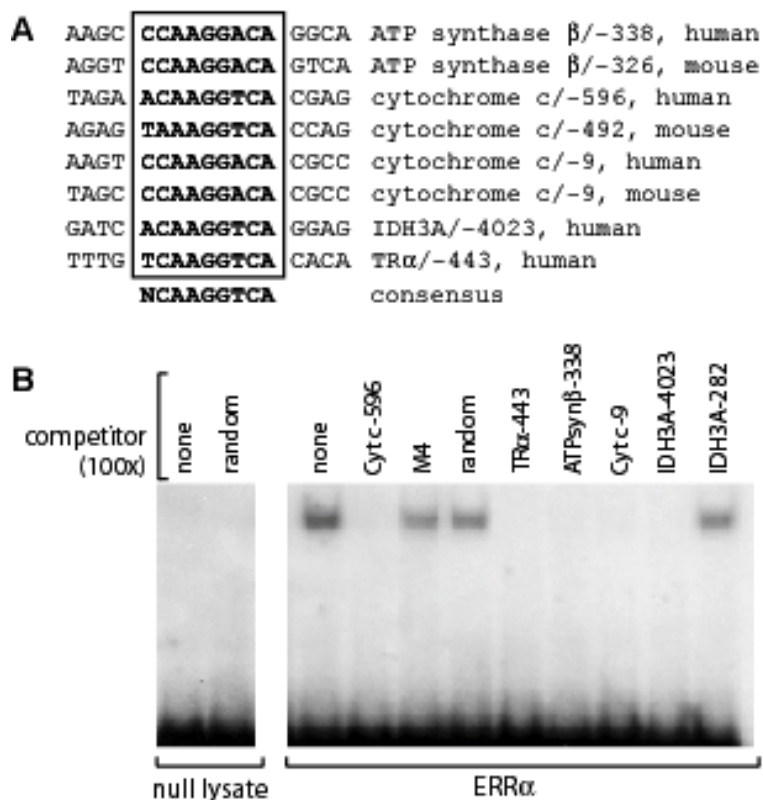 A
AAGC CCAAGGACA GGCA ATP synthase β/-338, human
AGGT CCAAGGACA GTCA ATP synthase β/-326, mouse
TAGA ACAAGGTCA CGAG cytochrome c/-596, human
AGAG TAAAGGTCA CCAG cytochrome c/-492, mouse
AAGT CCAAGGACA CGCC cytochrome c/-9, human
TAGC CCAAGGACA CGCC cytochrome c/-9, mouse
GATC ACAAGGTCA GGAG IDH3A/-4023, human
TTTG TCAAGGTCA CACA TRα/-443, human
NCAAGGTCA consensus
B
competitor
(100x)
none
random
none
Cyt c-596
M4
random
TRα-443
ATPsynβ-338
Cyt c-9
IDH3A-4023
IDH3A-282
null lysate
ERRα